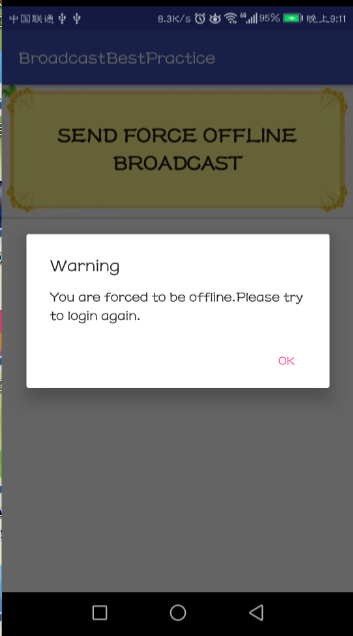 中国联通 8.3K/s 4G 95% 晚上9:11
BroadcastBestPractice
SEND FORCE OFFLINE
BROADCAST
Warning
You are forced to be offline.Please try
to login again.
OK